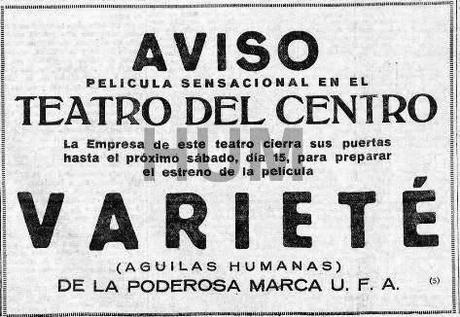 AVISO
PELICULA SENSACIONAL EN EL
TEATRO DEL CENTRO
La Empresa de este teatro cierra sus puertas
hasta el próximo sábado, día 15, para preparar
el estreno de la película
HUM
VARIETÉ
(AGUILAS HUMANAS)
DE LA PODEROSA MARCA U. F. A.
(5)